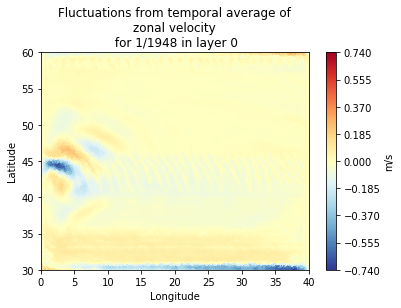 Fluctuations from temporal average of
zonal velocity
for 1/1948 in layer 0
60
55
50
45
40
35
30
Latitude
0 5 10 15 20 25 30 35 40
Longitude
0.740
0.555
0.370
0.185
0.000
−0.185
−0.370
−0.555
−0.740
m/s